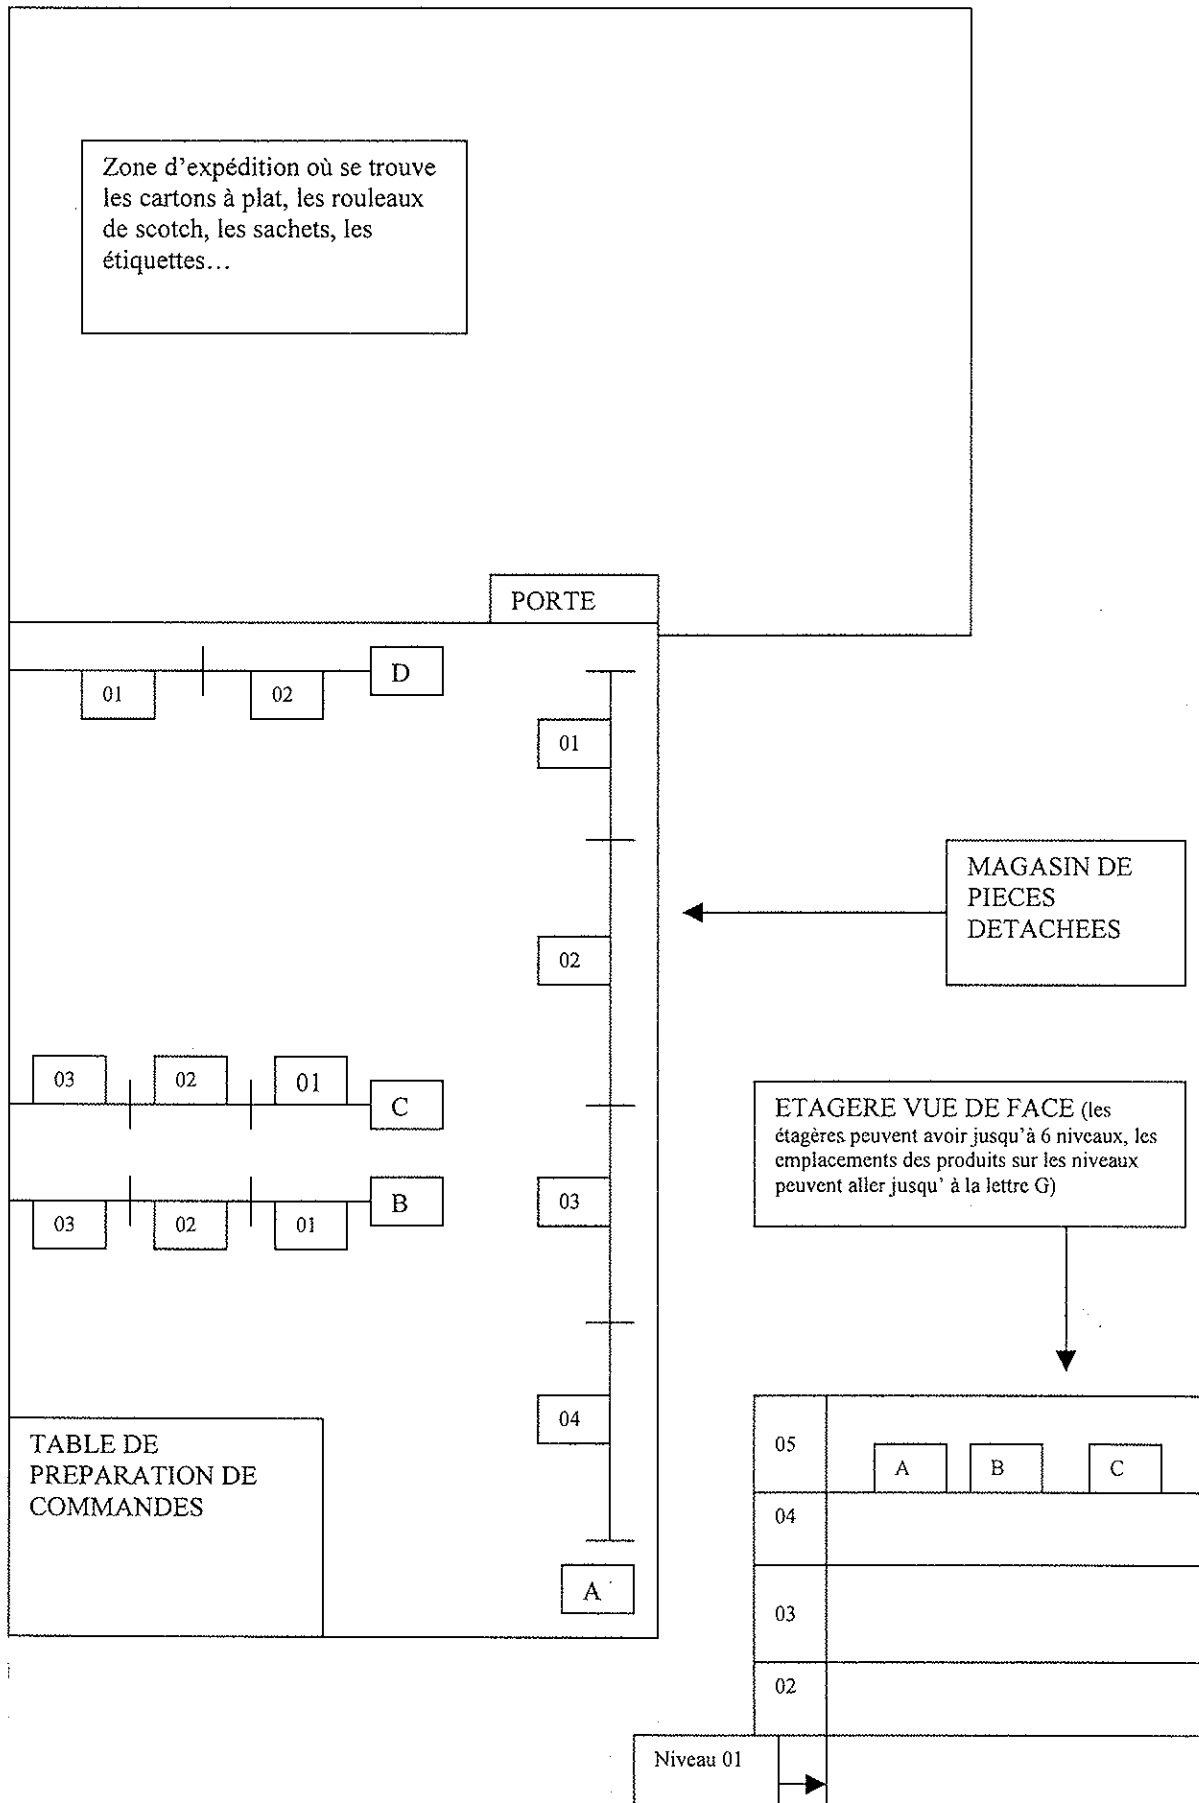 Zone d'expédition où se trouve
les cartons à plat, les rouleaux
de scotch, les sachets, les
étiquettes…
PORTE
D
01
02
01
MAGASIN DE
PIECES
DETACHEES
02
03
02
01
C
ETAGERE VUE DE FACE (les
étagères peuvent avoir jusqu'à 6 niveaux, les
emplacements des produits sur les niveaux
peuvent aller jusqu' à la lettre G)
B
03
02
01
03
04
TABLE DE
PREPARATION DE
COMMANDES
A
05
A
B
C
04
03
02
Niveau 01